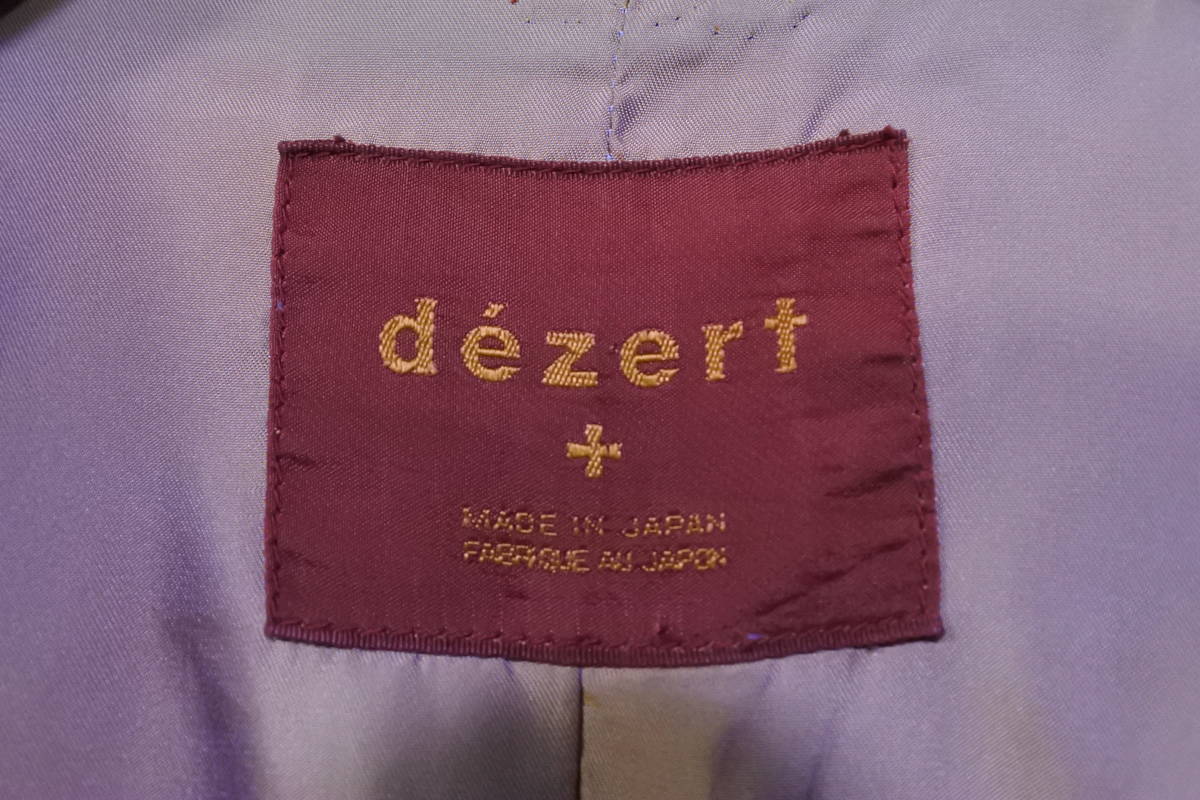 dézert
+
MADE IN JAPAN
FABRIQUE AU JAPON